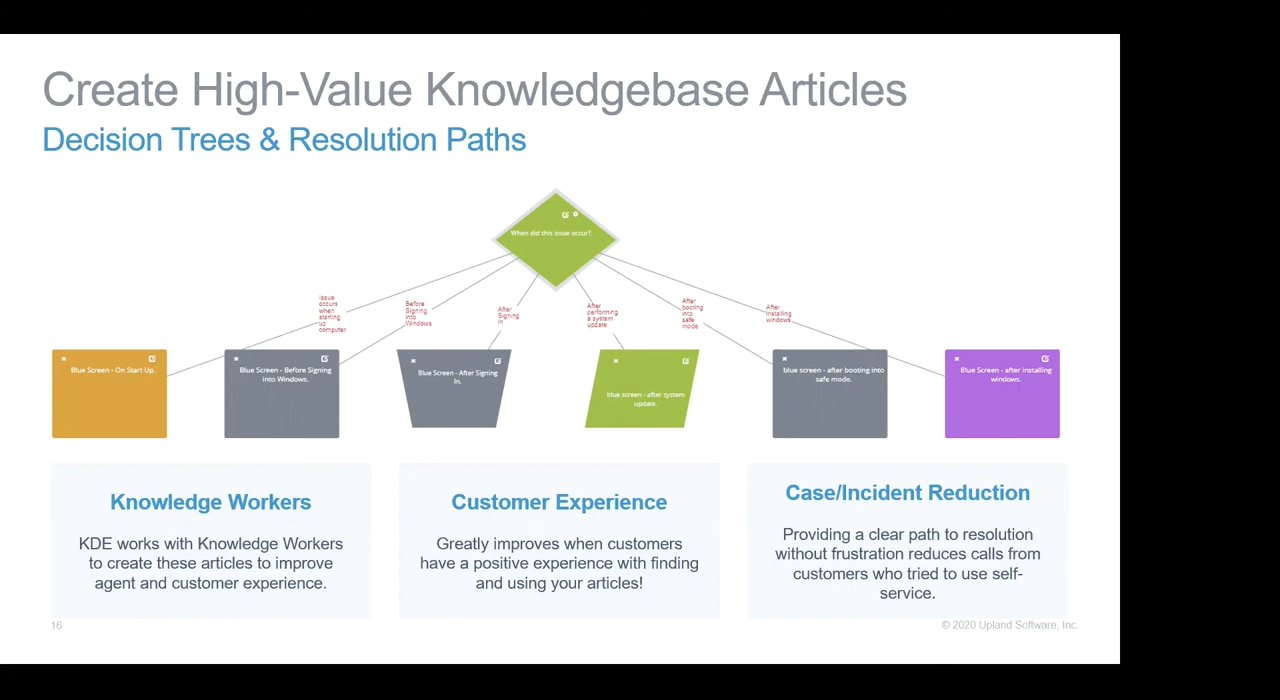 Create High-Value Knowledgebase Articles
Decision Trees & Resolution Paths
When did this issue occur?.
Issue
occurs
when
starting
up
computer
Before
Signing
into
Windows
After
Signing
In.
After
performing
a system
update
After
booting
into
safe
mode
After
installing
windows.
Blue Screen - On Start Up.
Blue Screen - Before Signing
into Windows.
Blue Screen - After Signing
In.
blue screen - after system
update.
blue screen - after booting into
safe mode.
Blue Screen - after installing
windows.
Knowledge Workers
KDE works with Knowledge Workers
to create these articles to improve
agent and customer experience.
Customer Experience
Greatly improves when customers
have a positive experience with finding
and using your articles!
Case/Incident Reduction
Providing a clear path to resolution
without frustration reduces calls from
customers who tried to use self-
service.
16
© 2020 Upland Software, Inc.